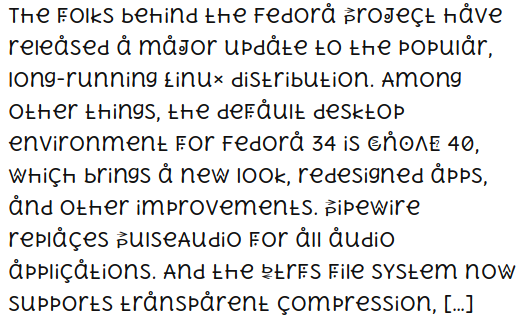 The Folks behind the Fedora Project have
released a major update to the popular,
long-running Linux distribution. Among
other things, the default desktop
environment for Fedora 34 is GNOME 40,
which brings a new look, redesigned apps,
and other improvements. Pipewire
replaces PulseAudio for all audio
applications. And the btrfs file system now
supports transparent compression, [...]